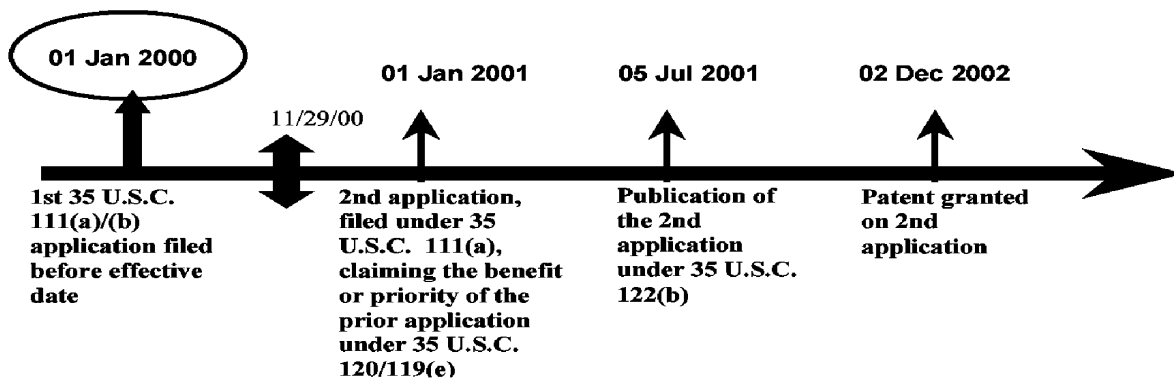 01 Jan 2000
01 Jan 2001
05 Jul 2001
02 Dec 2002
11/29/00
1st 35 U.S.C.
111(a)/(b)
application filed
before effective
date
2nd application,
filed under 35
U.S.C. 111(a),
claiming the benefit
or priority of the
prior application
under 35 U.S.C.
120/119(e)
Publication of
the 2nd
application
under 35 U.S.C.
122(b)
Patent granted
on 2nd
application